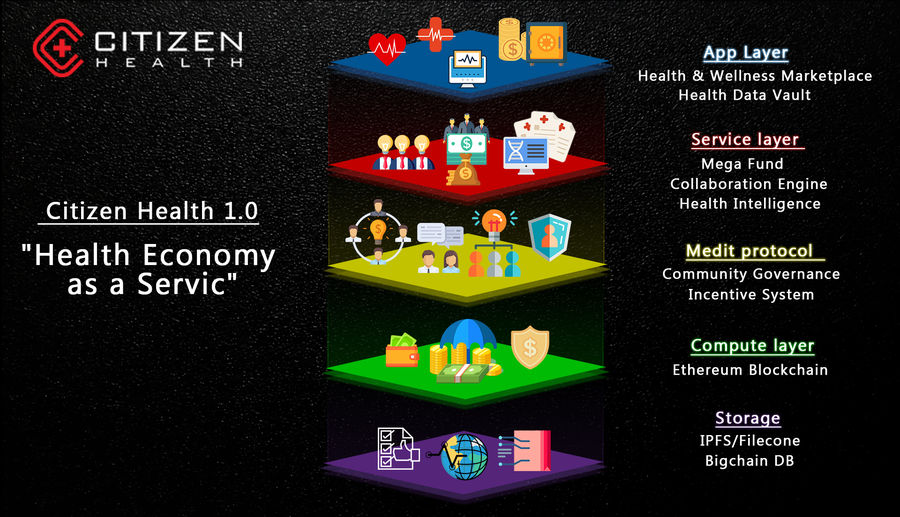 CITIZEN
HEALTH
Citizen Health 1.0
"Health Economy
as a Servic"
App Layer
Health & Wellness Marketplace
Health Data Vault
Service layer
Mega Fund
Collaboration Engine
Health Intelligence
Medit protocol
Community Governance
Incentive System
Compute layer
Ethereum Blockchain
Storage
IPFS/Filecone
Bigchain DB